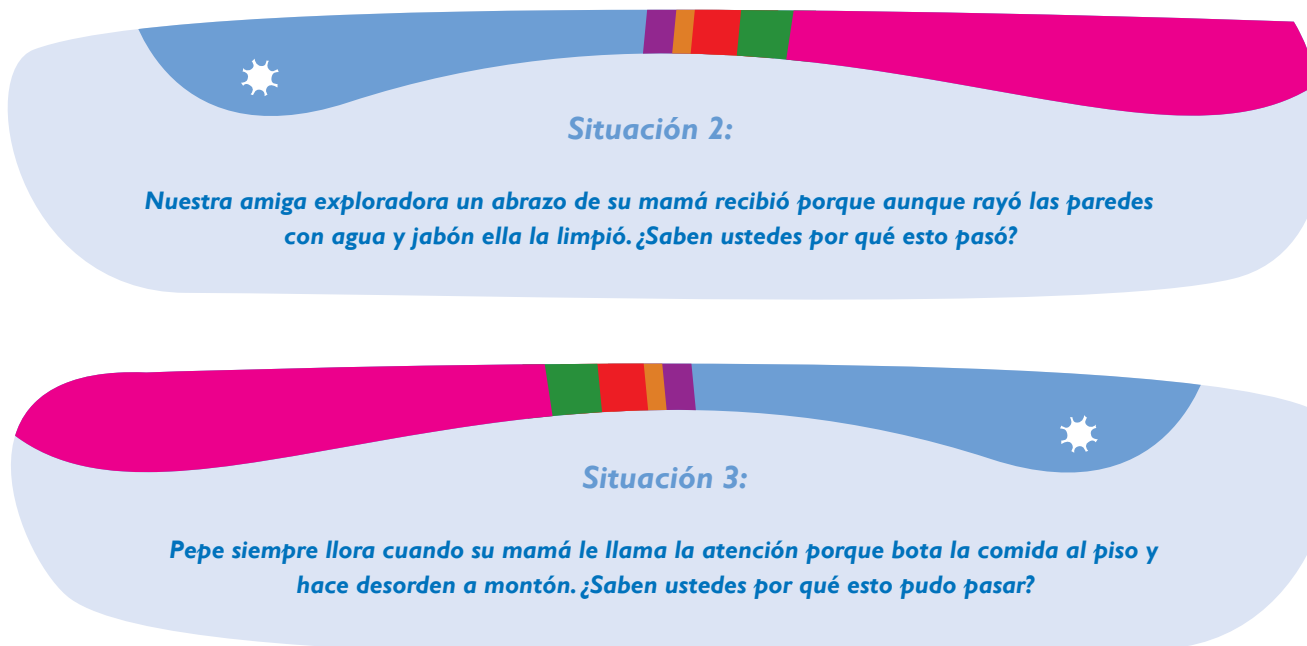 Situación 2:
Nuestra amiga exploradora un abrazo de su mamá recibió porque aunque rayó las paredes
con agua y jabón ella la limpió. ¿Saben ustedes por qué esto pasó?
Situación 3:
Pepe siempre llora cuando su mamá le llama la atención porque bota la comida al piso y
hace desorden a montón. ¿Saben ustedes por qué esto pudo pasar?